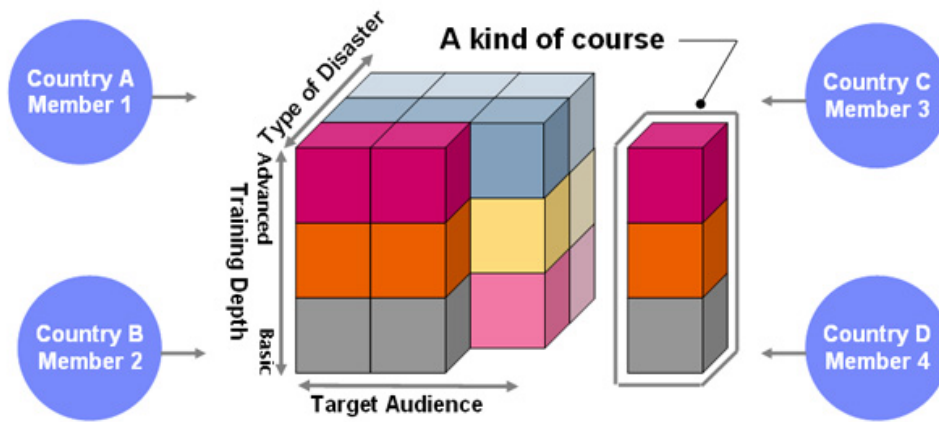 A kind of course
Country A
Member 1
Country C
Member 3
Type of Disaster
Advanced
Training Depth
Basic
Country B
Member 2
Country D
Member 4
Target Audience